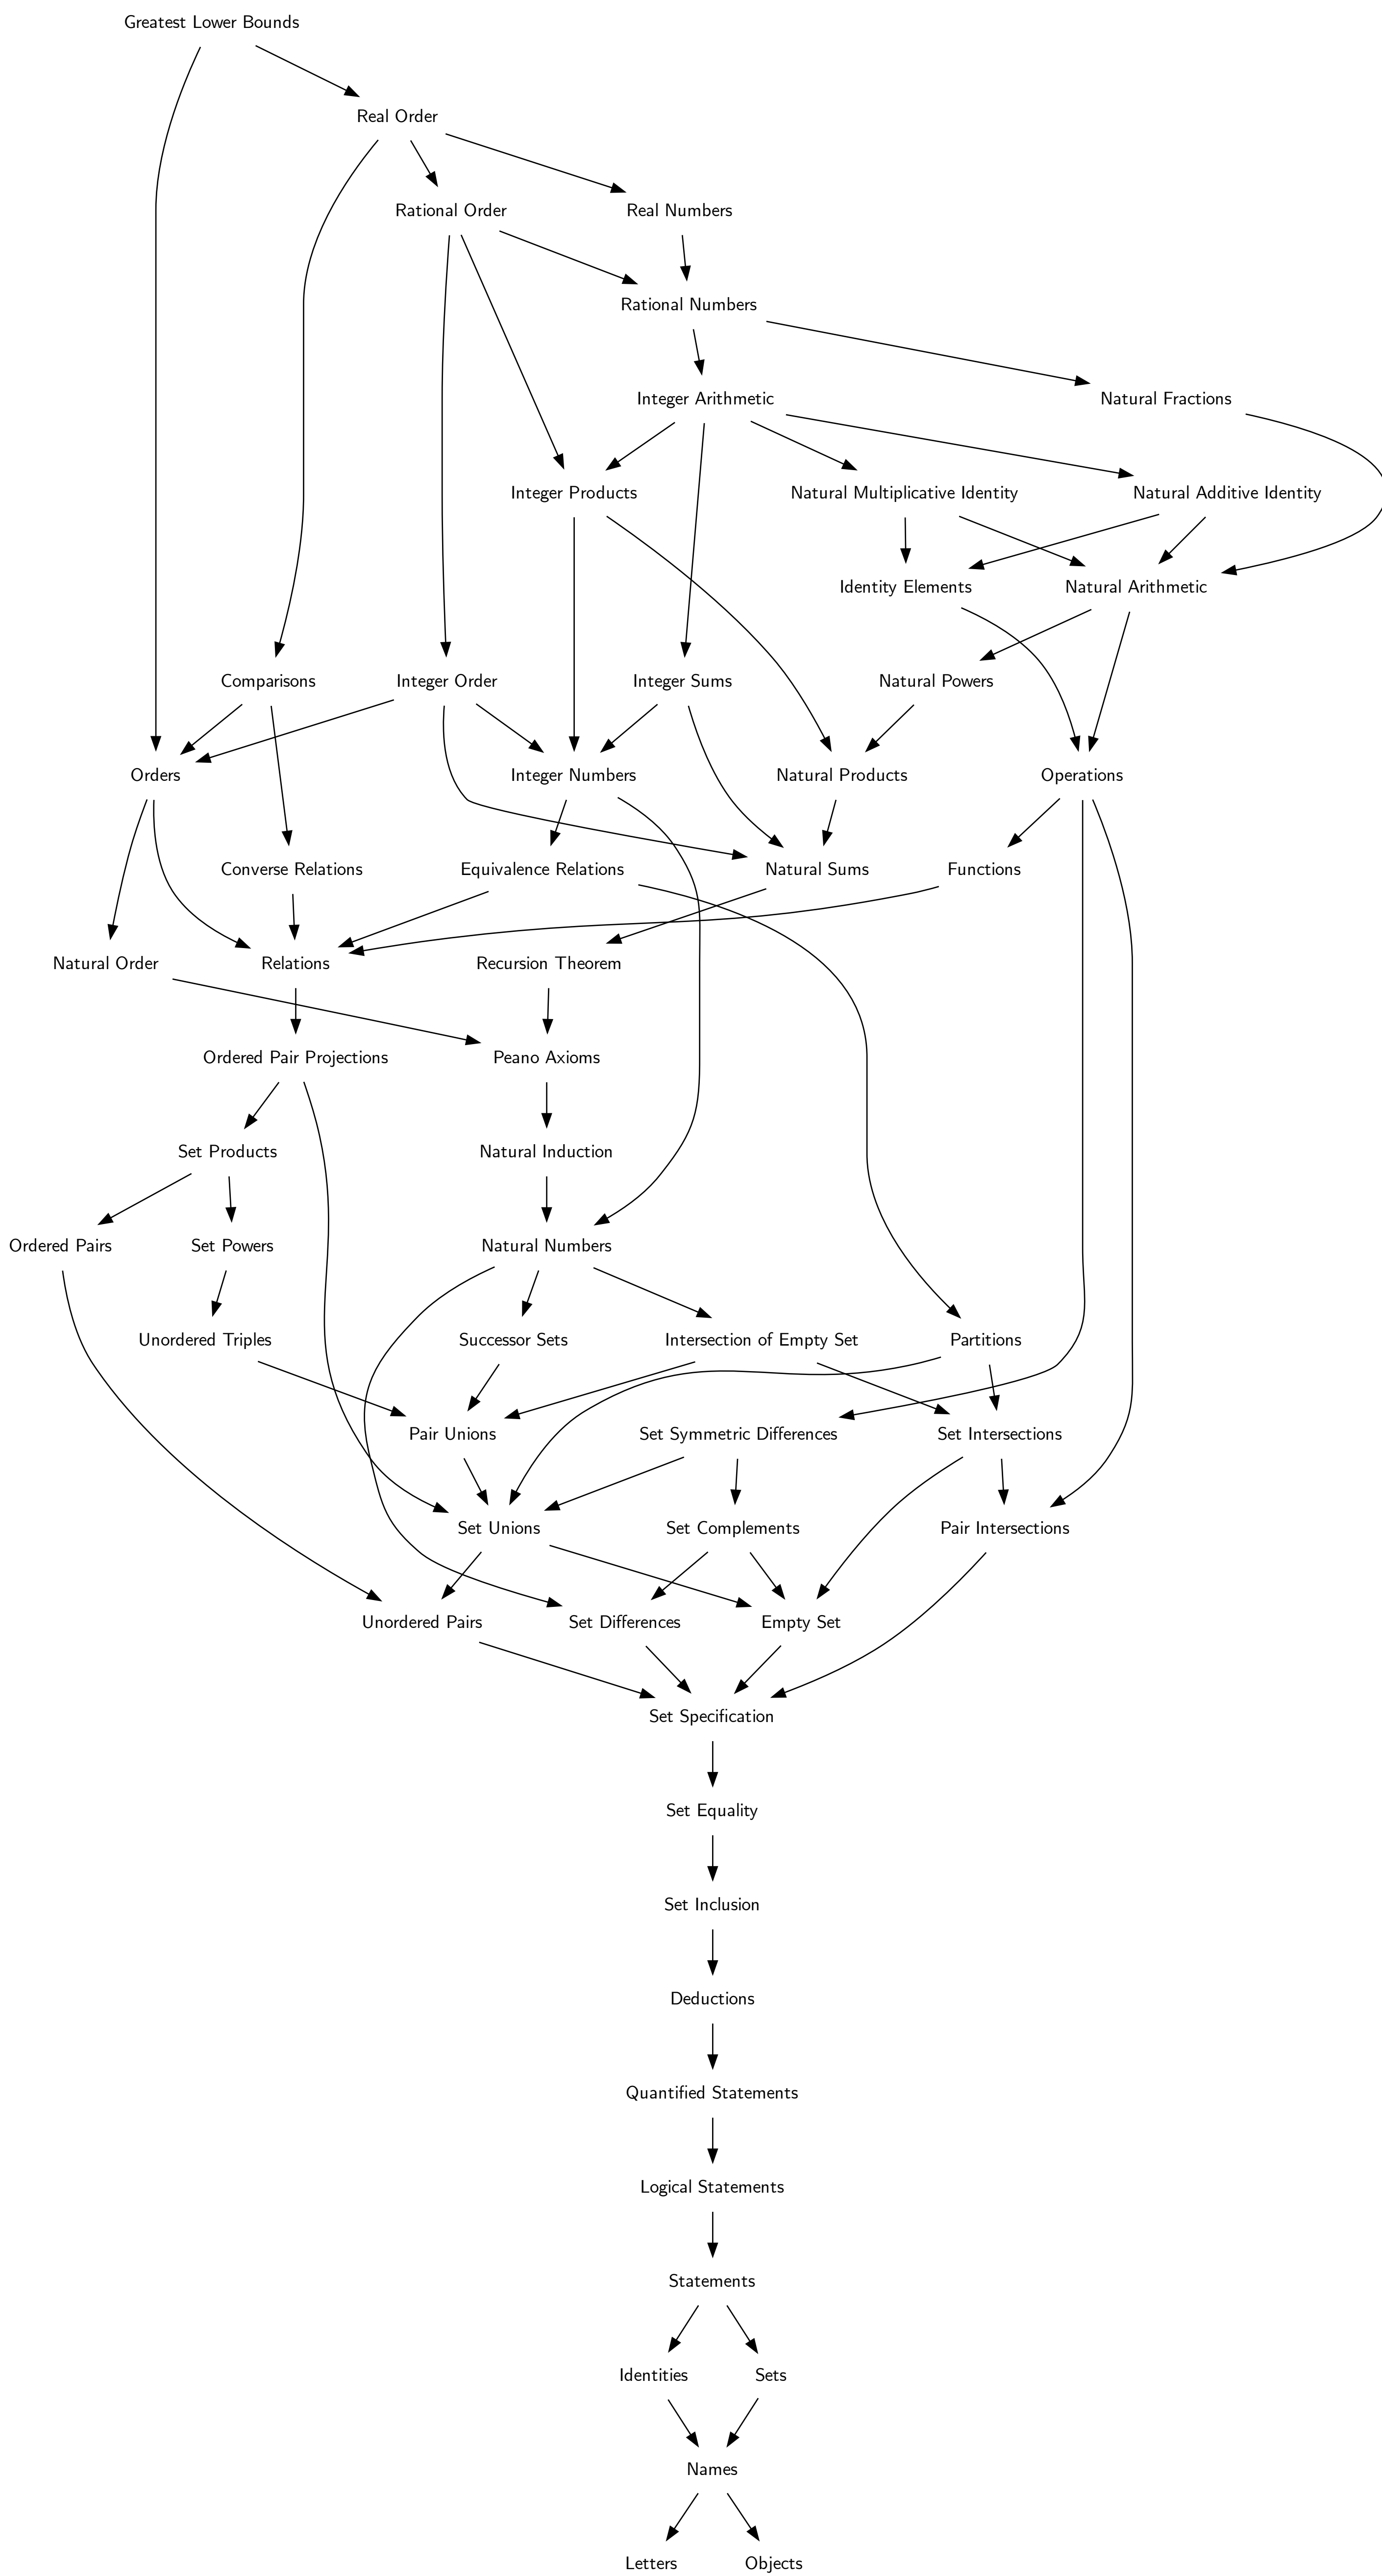 Greatest Lower Bounds
Real Order
Rational Order
Real Numbers
Rational Numbers
Integer Arithmetic
Natural Fractions
Integer Products
Natural Multiplicative Identity
Natural Additive Identity
Identity Elements
Natural Arithmetic
Comparisons
Integer Order
Integer Sums
Natural Powers
Orders
Integer Numbers
Natural Products
Operations
Converse Relations
Equivalence Relations
Natural Sums
Functions
Natural Order
Relations
Recursion Theorem
Ordered Pair Projections
Peano Axioms
Set Products
Natural Induction
Ordered Pairs
Set Powers
Natural Numbers
Unordered Triples
Successor Sets
Intersection of Empty Set
Partitions
Pair Unions
Set Symmetric Differences
Set Intersections
Set Unions
Set Complements
Pair Intersections
Unordered Pairs
Set Differences
Empty Set
Set Specification
Set Equality
Set Inclusion
Deductions
Quantified Statements
Logical Statements
Statements
Identities
Sets
Names
Letters
Objects